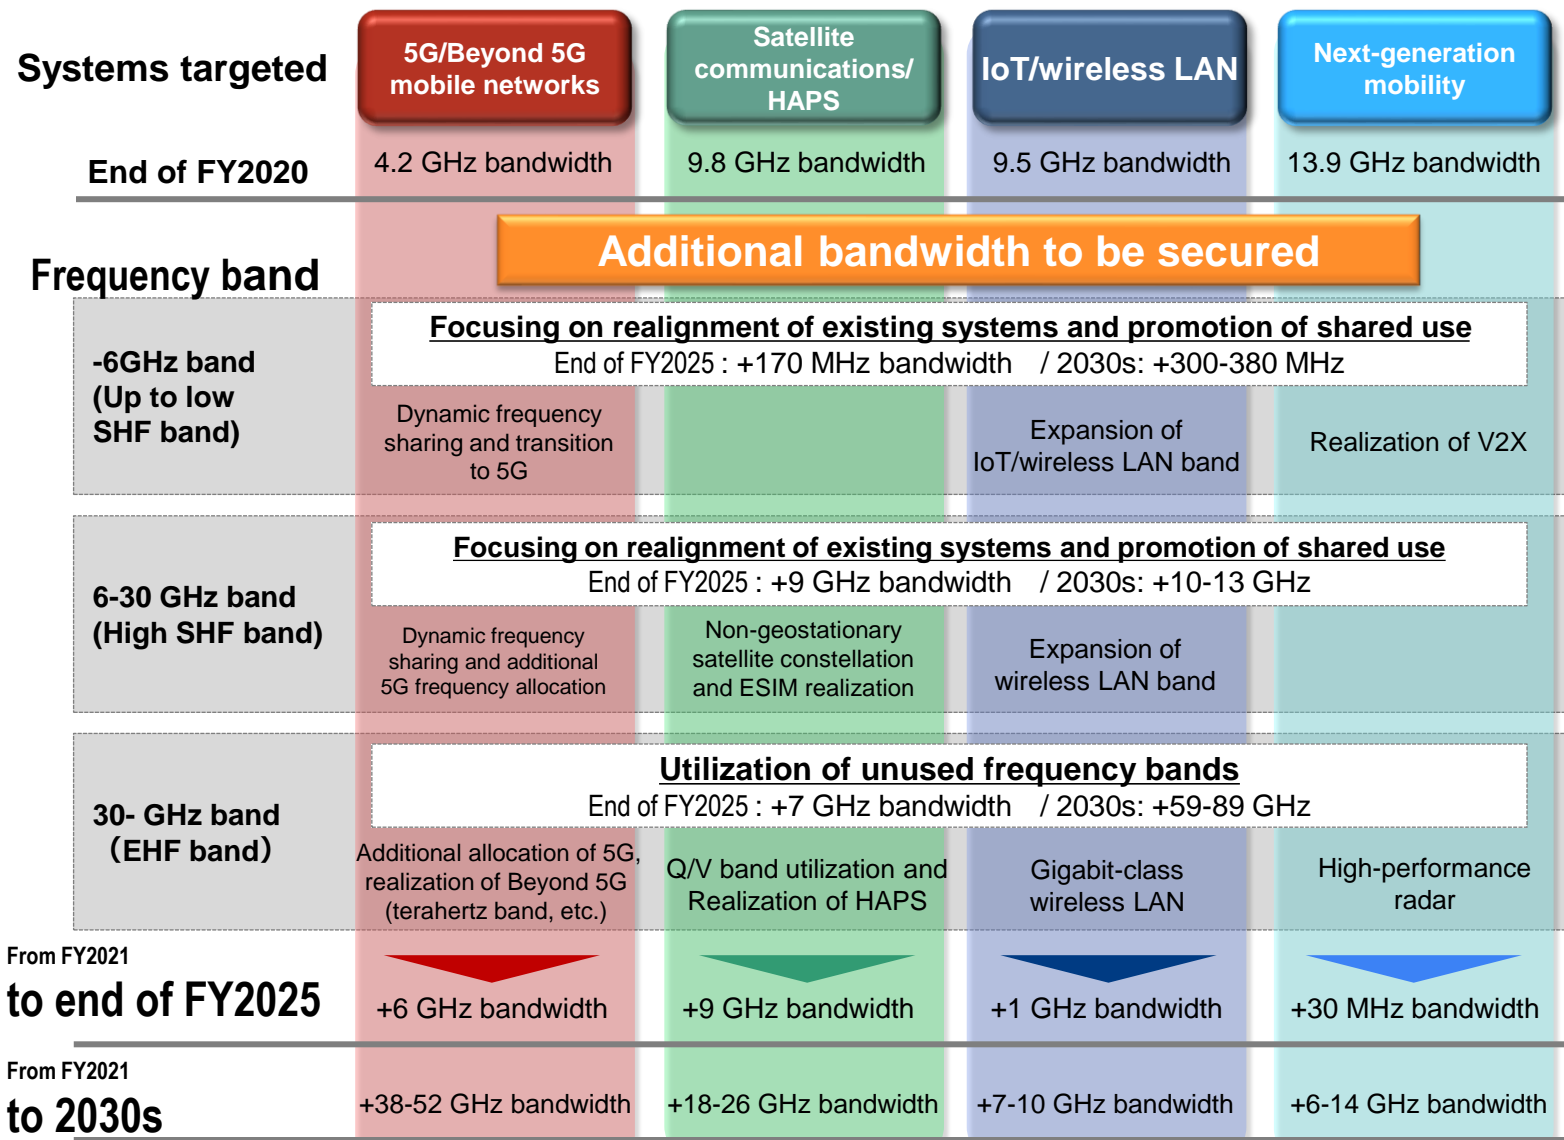 Systems targeted
5G/Beyond 5G
mobile networks
Satellite
communications/
HAPS
IoT/wireless LAN
Next-generation
mobility
End of FY2020
4.2 GHz bandwidth
9.8 GHz bandwidth
9.5 GHz bandwidth
13.9 GHz bandwidth
Additional bandwidth to be secured
Frequency band
-6GHz band
(Up to low
SHF band)
Focusing on realignment of existing systems and promotion of shared use
End of FY2025 : +170 MHz bandwidth / 2030s: +300-380 MHz
Dynamic frequency
sharing and transition
to 5G
Expansion of
IoT/wireless LAN band
Realization of V2X
6-30 GHz band
(High SHF band)
Focusing on realignment of existing systems and promotion of shared use
End of FY2025 : +9 GHz bandwidth / 2030s: +10-13 GHz
Dynamic frequency
sharing and additional
5G frequency allocation
Non-geostationary
satellite constellation
and ESIM realization
Expansion of
wireless LAN band
30- GHz band
（EHF band）
Utilization of unused frequency bands
End of FY2025 : +7 GHz bandwidth / 2030s: +59-89 GHz
Additional allocation of 5G,
realization of Beyond 5G
(terahertz band, etc.)
Q/V band utilization and
Realization of HAPS
Gigabit-class
wireless LAN
High-performance
radar
From FY2021
to end of FY2025
+6 GHz bandwidth
+9 GHz bandwidth
+1 GHz bandwidth
+30 MHz bandwidth
From FY2021
to 2030s
+38-52 GHz bandwidth
+18-26 GHz bandwidth
+7-10 GHz bandwidth
+6-14 GHz bandwidth